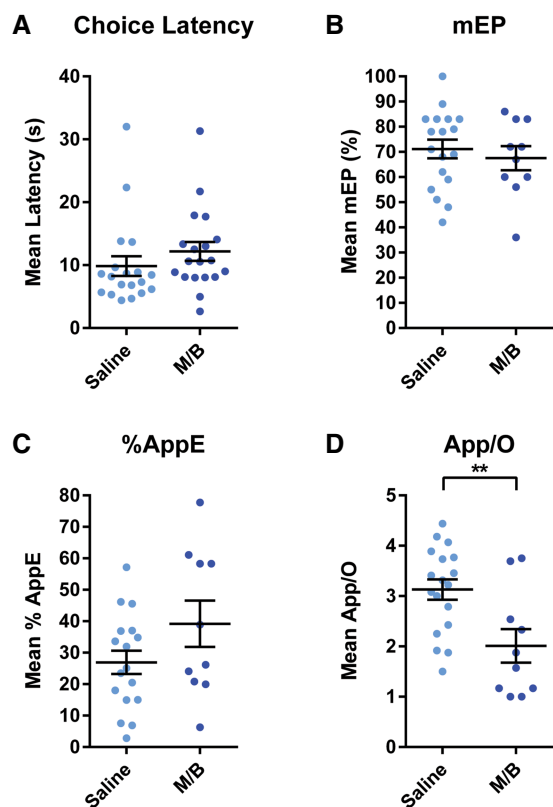 A Choice Latency
Mean Latency (s)
40
30
20
10
0
Saline
M/B
B mEP
Mean mEP (%)
100
90
80
70
60
50
40
30
20
10
0
Saline
M/B
C %AppE
Mean % AppE
80
70
60
50
40
30
20
10
0
Saline
M/B
D App/O
**
Mean App/O
5
4
3
2
1
0
Saline
M/B